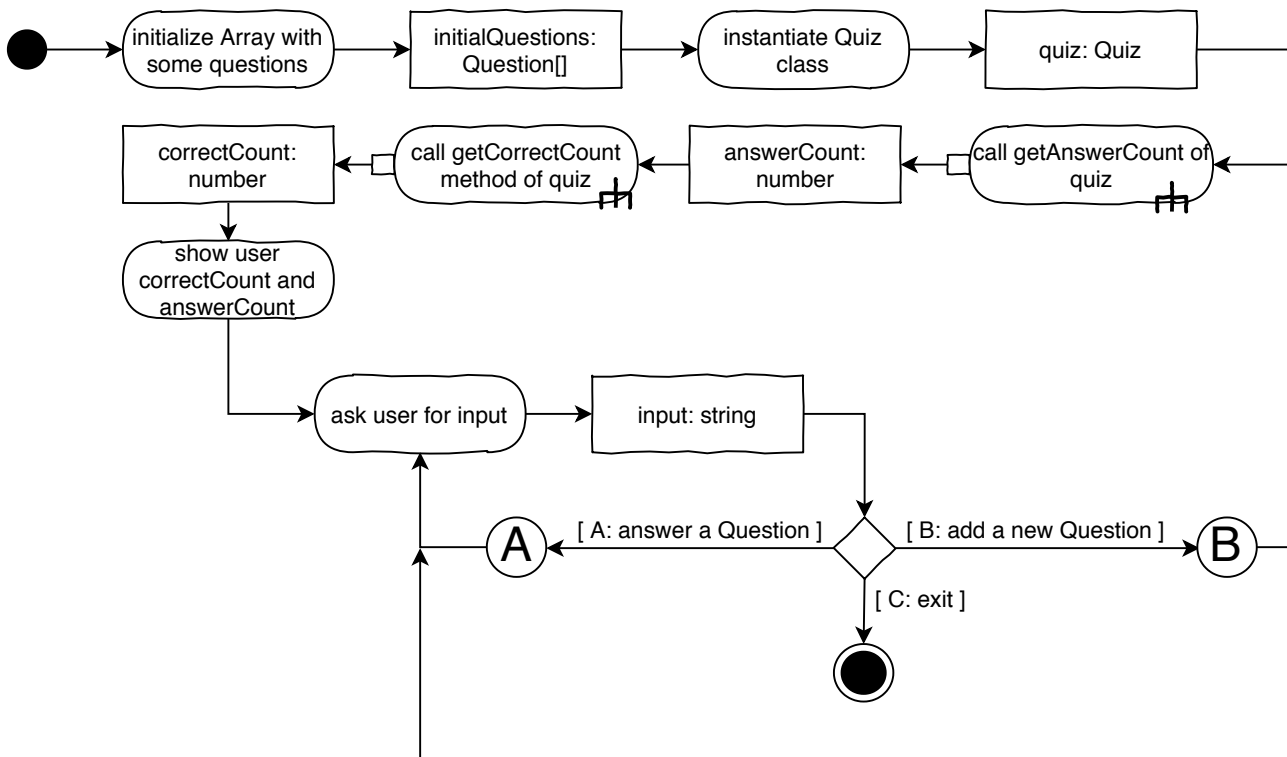 initialize Array with
some questions
initialQuestions:
Question[]
instantiate Quiz
class
quiz: Quiz
correctCount:
number
call getCorrectCount
method of quiz
answerCount:
number
call getAnswerCount of
quiz
show user
correctCount and
answerCount
ask user for input
input: string
A
[ A: answer a Question ]
[ B: add a new Question ]
B
[ C: exit ]